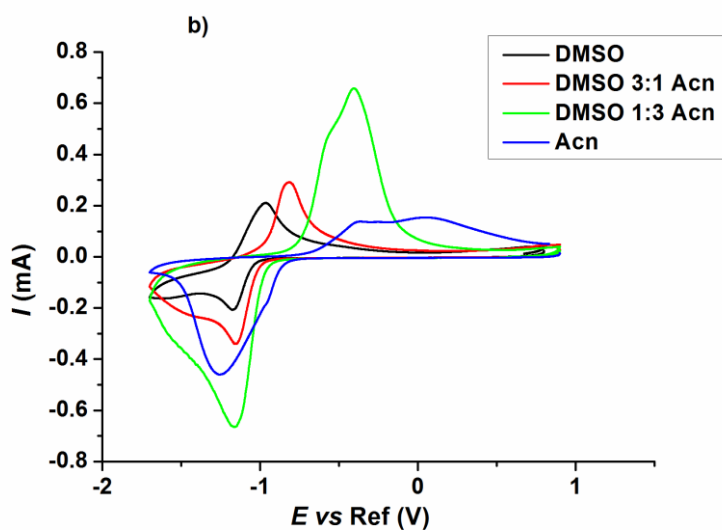 b)
0.8
0.6
0.4
0.2
0.0
-0.2
-0.4
-0.6
-0.8
I (mA)
DMSO
DMSO 3:1 Acn
DMSO 1:3 Acn
Acn
-2
-1
0
1
E vs Ref (V)